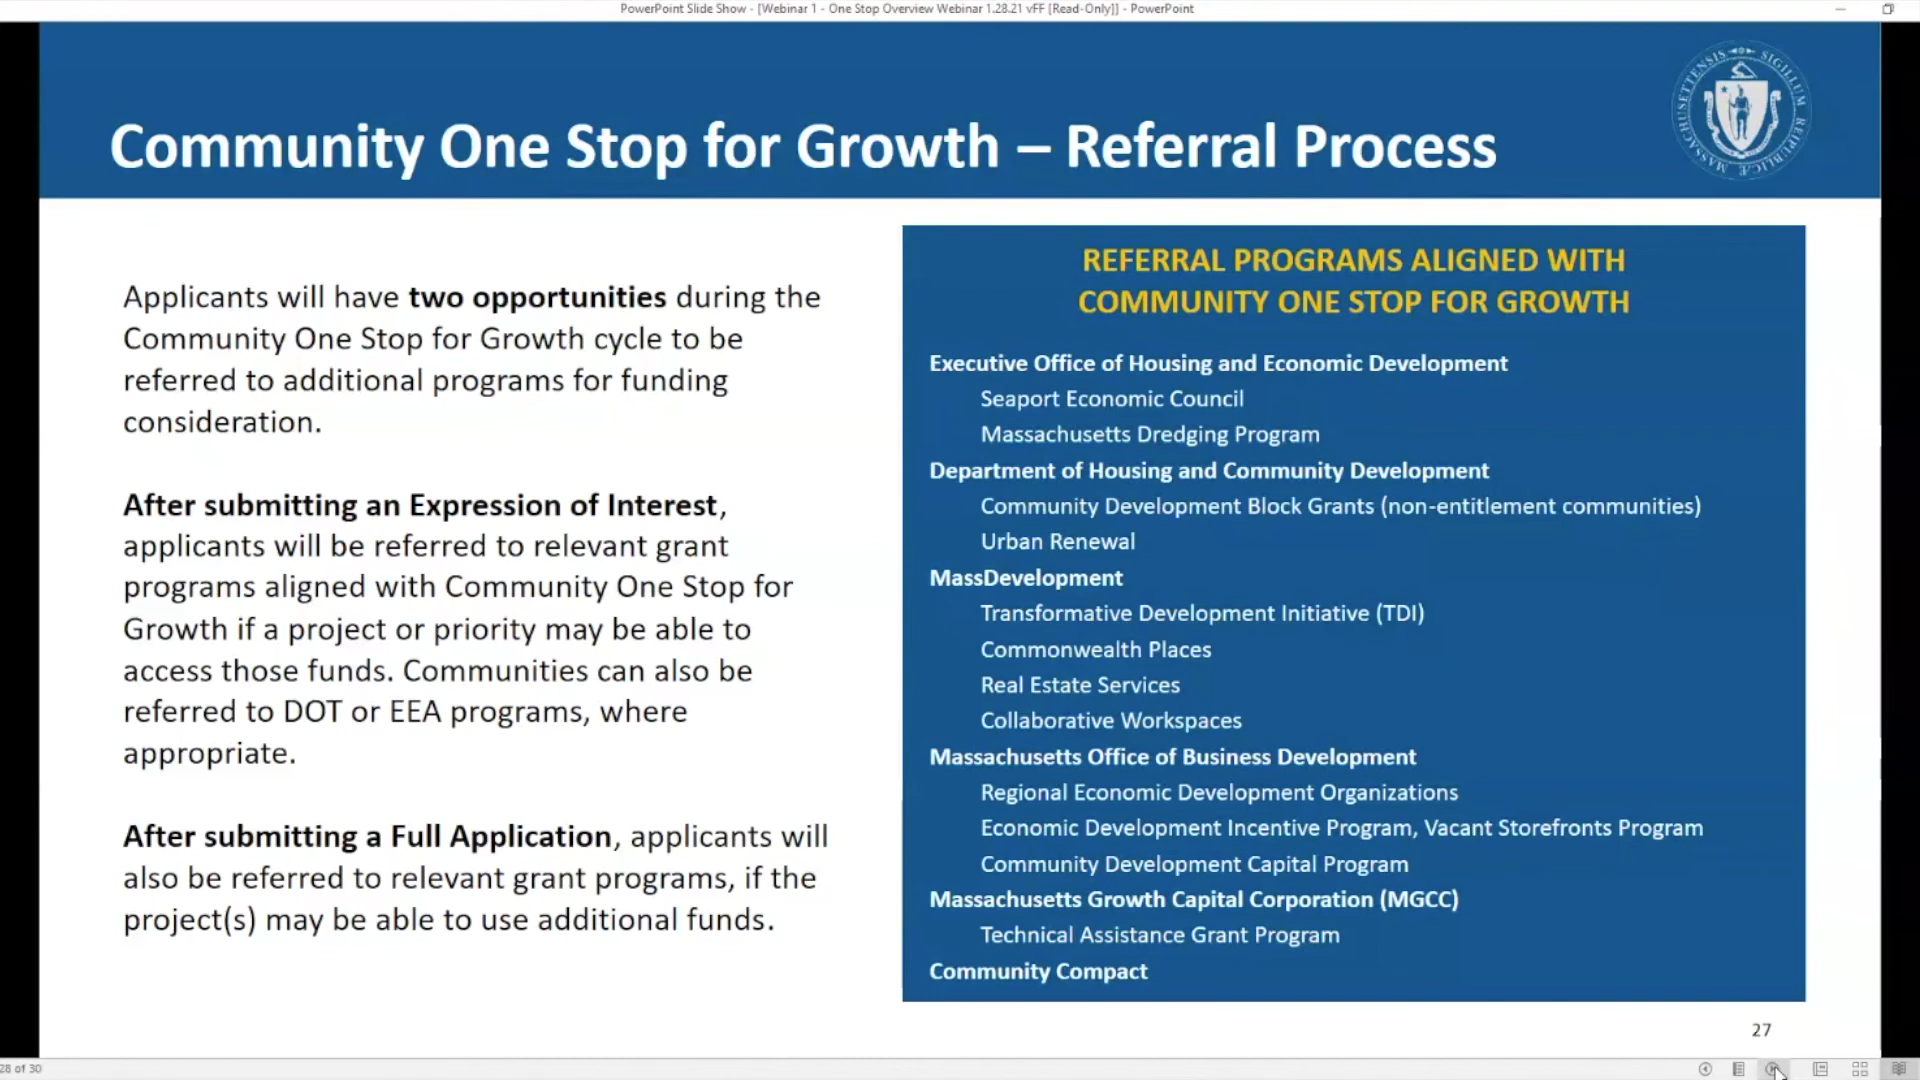 PowerPoint Slide Show - [Webinar 1 - One Stop Overview Webinar 1.28.21 vFF [Read-Only]] - PowerPoint
Community One Stop for Growth – Referral Process
MASSACHUSETTENSIS SIGILLUM REIPUBLICÆ
Applicants will have two opportunities during the
Community One Stop for Growth cycle to be
referred to additional programs for funding
consideration.
After submitting an Expression of Interest,
applicants will be referred to relevant grant
programs aligned with Community One Stop for
Growth if a project or priority may be able to
access those funds. Communities can also be
referred to DOT or EEA programs, where
appropriate.
After submitting a Full Application, applicants will
also be referred to relevant grant programs, if the
project(s) may be able to use additional funds.
REFERRAL PROGRAMS ALIGNED WITH
COMMUNITY ONE STOP FOR GROWTH
Executive Office of Housing and Economic Development
Seaport Economic Council
Massachusetts Dredging Program
Department of Housing and Community Development
Community Development Block Grants (non-entitlement communities)
Urban Renewal
MassDevelopment
Transformative Development Initiative (TDI)
Commonwealth Places
Real Estate Services
Collaborative Workspaces
Massachusetts Office of Business Development
Regional Economic Development Organizations
Economic Development Incentive Program, Vacant Storefronts Program
Community Development Capital Program
Massachusetts Growth Capital Corporation (MGCC)
Technical Assistance Grant Program
Community Compact
27
28 of 30